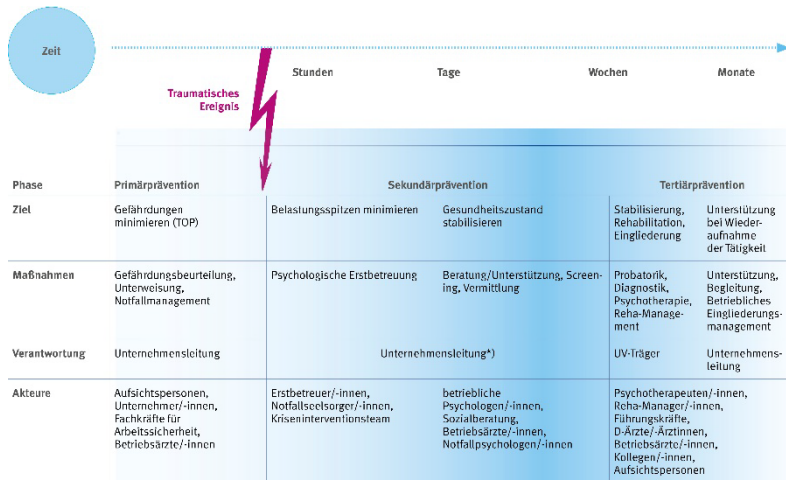 Zeit
Stunden Tage Wochen Monate
Traumatisches
Ereignis
Phase Primärprävention Sekundärprävention Tertiärprävention
Ziel
Gefährdungen
minimieren (TOP)
Belastungsspitzen minimieren
Gesundheitszustand
stabilisieren
Stabilisierung,
Rehabilitation,
Eingliederung
Unterstützung
bei Wieder-
aufnahme
der Tätigkeit
Maßnahmen
Gefährdungsbeurteilung,
Unterweisung,
Notfallmanagement
Psychologische Erstbetreuung
Beratung/Unterstützung, Screen-
ing, Vermittlung
Probatorik,
Diagnostik,
Psychotherapie,
Reha-Manage-
ment
Unterstützung,
Begleitung,
Betriebliches
Eingliederungs-
management
Verantwortung
Unternehmensleitung
Unternehmensleitung*)
UV-Träger
Unternehmens-
leitung
Akteure
Aufsichtspersonen,
Unternehmer/-innen,
Fachkräfte für
Arbeitssicherheit,
Betriebsärzte/-innen
Erstbetreuer/-innen,
Notfallseelsorger/-innen,
Kriseninterventionsteam
betriebliche
Psychologen/-innen,
Sozialberatung,
Betriebsärzte/-innen,
Notfallpsychologen/-innen
Psychotherapeuten/-innen,
Reha-Manager/-innen,
Führungskräfte,
D-Ärzte/-Ärztinnen,
Betriebsärzte/-innen,
Kollegen/-innen,
Aufsichtspersonen